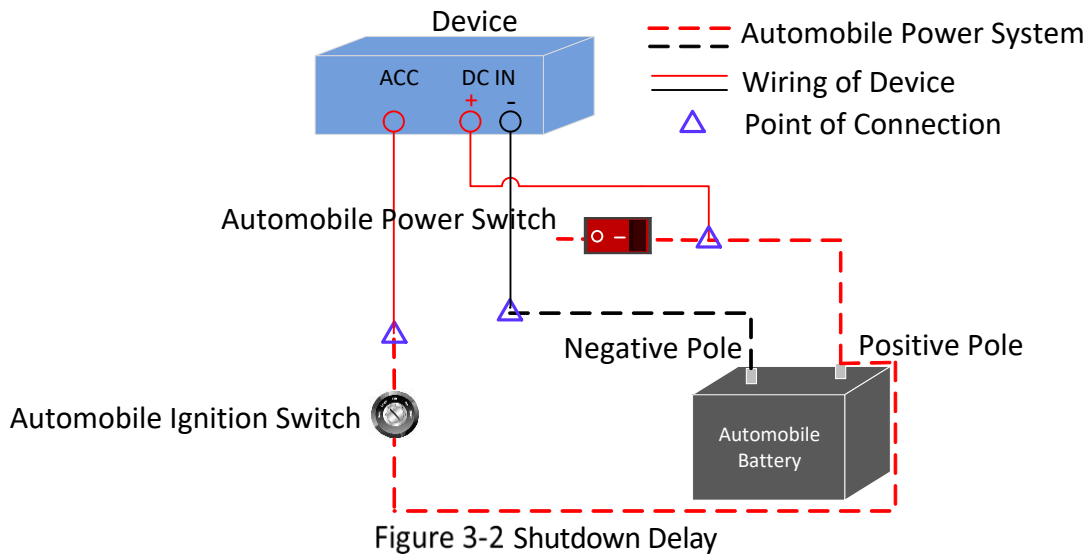 Device
Automobile Power System
ACC
DC IN
Wiring of Device
+
-
Point of Connection
Automobile Power Switch
Negative Pole
Positive Pole
Automobile Ignition Switch
Automobile
Battery
Figure 3-2 Shutdown Delay